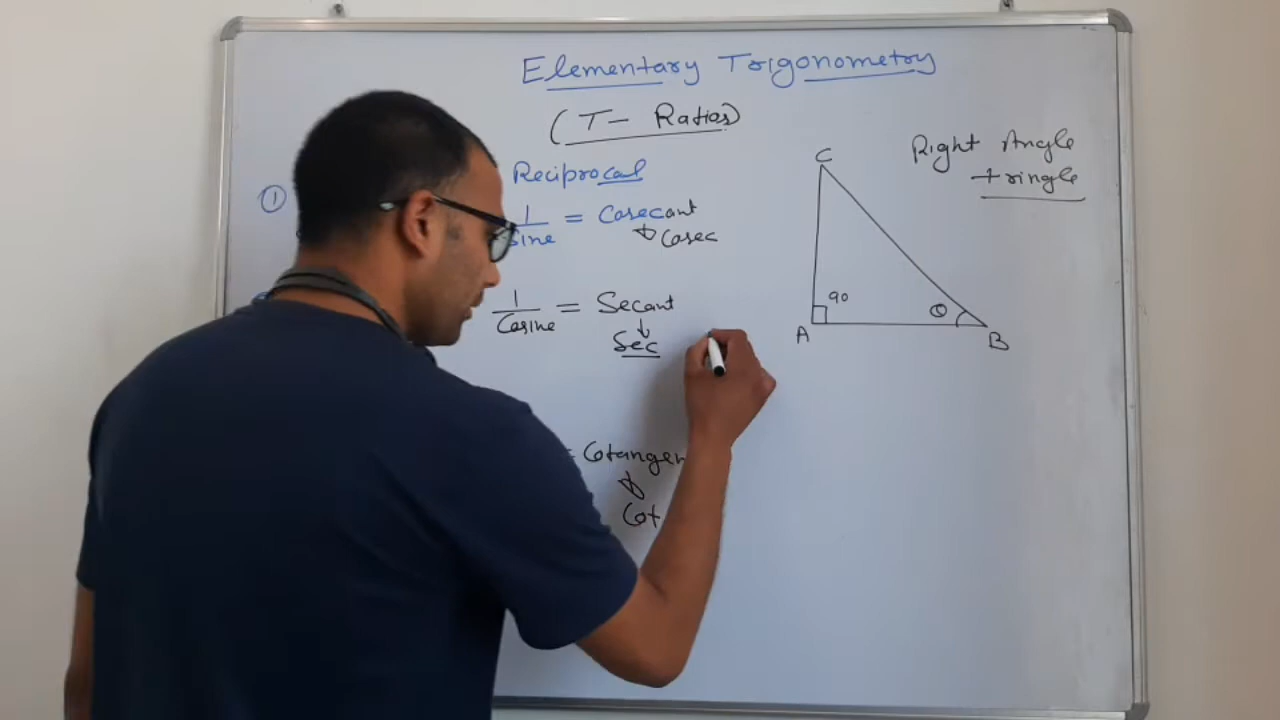 Elementary Trigonometry
(T- Ratios)
Right Angle
tringle
①
Reciprocal
1/Sine = Cosecant
Cosec
1/Cosine = Secant
Sec
= Cotangen
Cot
C
90
θ
A
B